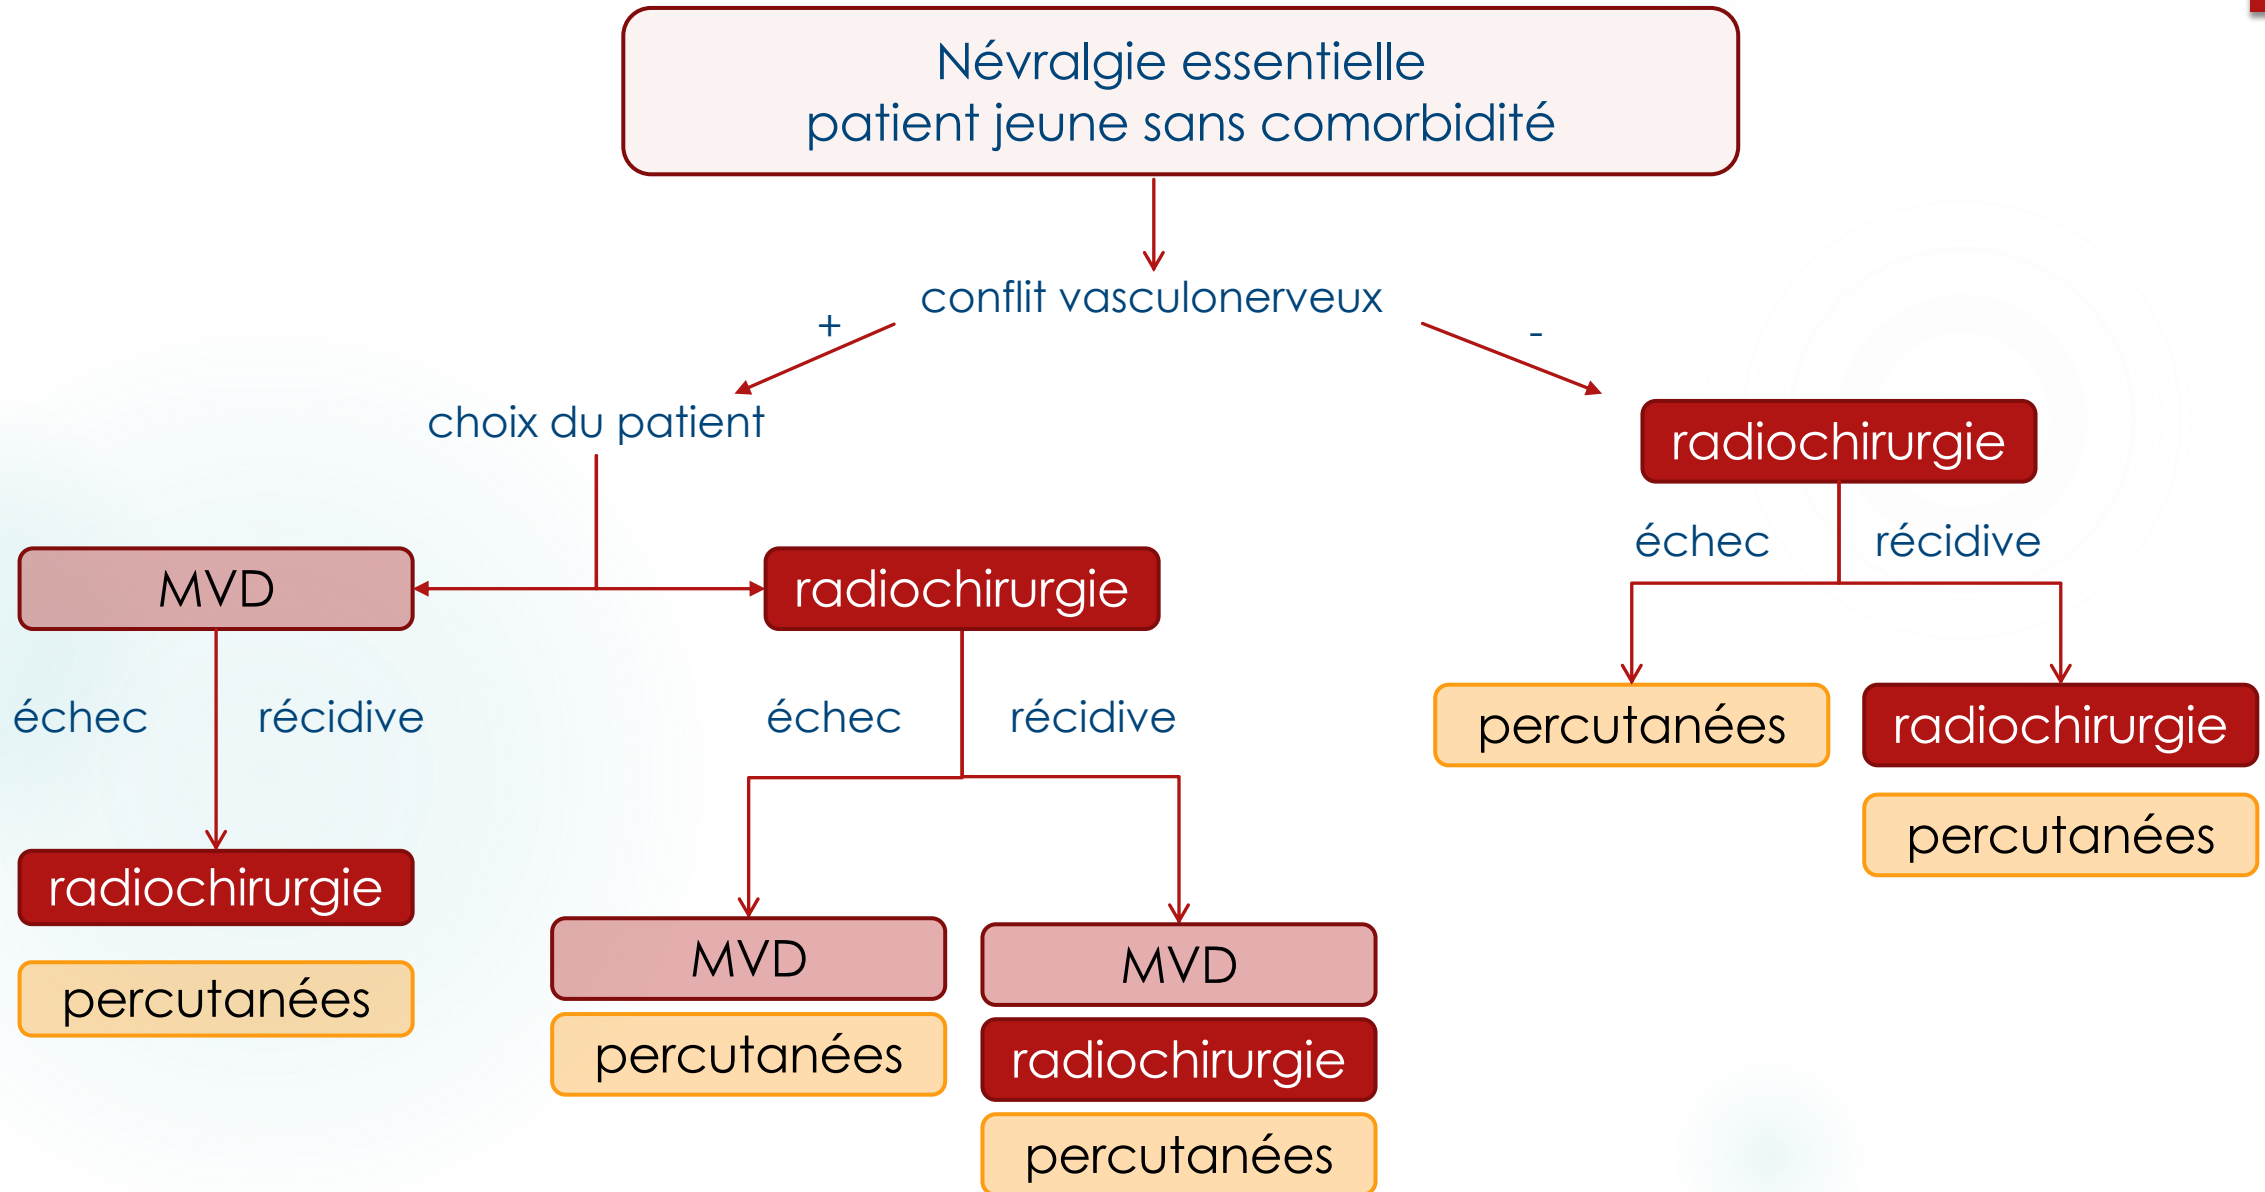 Névralgie essentielle
patient jeune sans comorbidité
conflit vasculonerveux
+
-
choix du patient
radiochirurgie
échec
récidive
MVD
radiochirurgie
percutanées
radiochirurgie
percutanées
échec
récidive
échec
récidive
radiochirurgie
percutanées
MVD
percutanées
MVD
radiochirurgie
percutanées